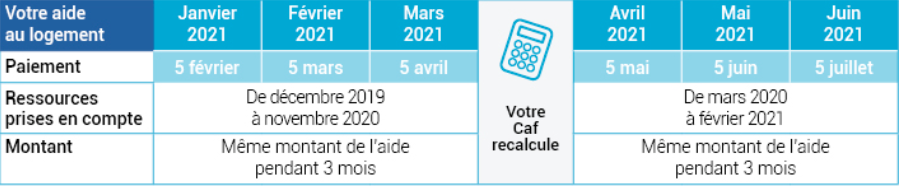 Votre aide
au logement
Janvier
2021
Février
2021
Mars
2021
Avril
2021
Mai
2021
Juin
2021
Paiement
5 février
5 mars
5 avril
5 mai
5 juin
5 juillet
Ressources
prises en compte
De décembre 2019
à novembre 2020
Votre
Caf
recalcule
De mars 2020
à février 2021
Montant
Même montant de l'aide
pendant 3 mois
Même montant de l'aide
pendant 3 mois